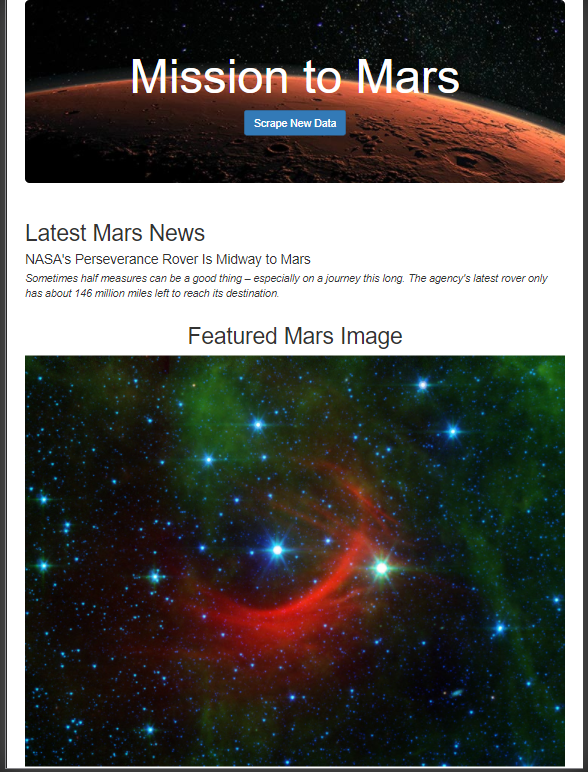 Mission to Mars
Scrape New Data
Latest Mars News
NASA's Perseverance Rover Is Midway to Mars
Sometimes half measures can be a good thing – especially on a journey this long. The agency's latest rover only
has about 146 million miles left to reach its destination.
Featured Mars Image